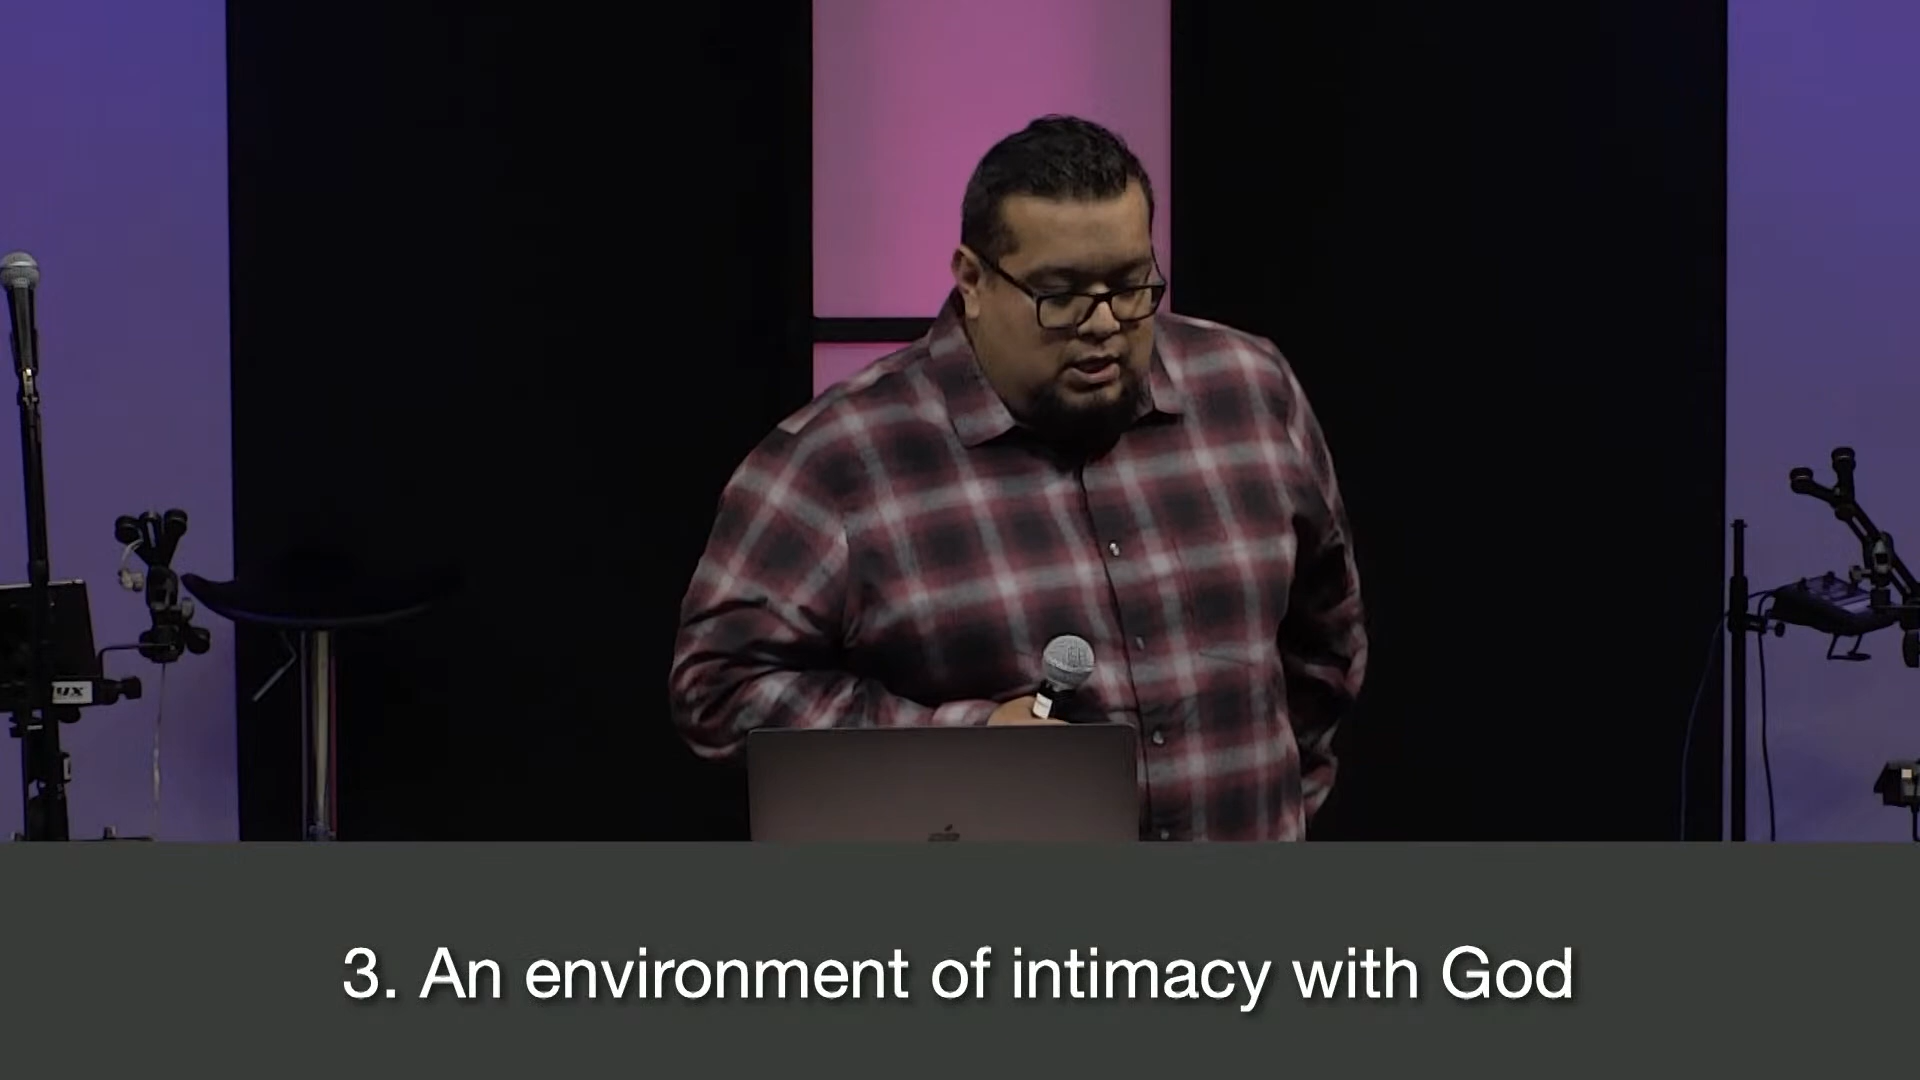 3. An environment of intimacy with God